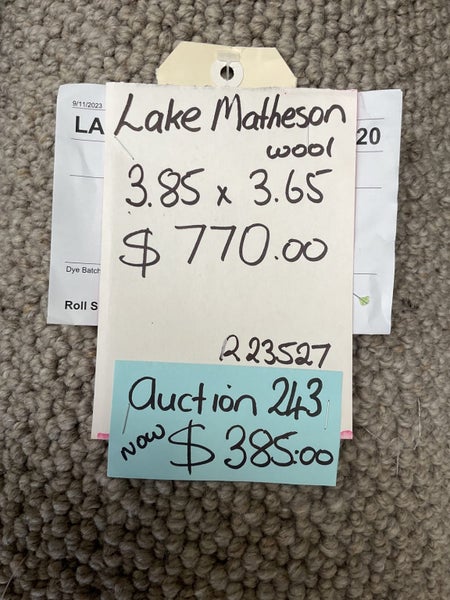 9/11/2023
LA
20
Lake Matheson
wool
3.85 x 3.65
$ 770.00
Dye Batch
Roll S
R23527
Auction 243
NOW $385.00